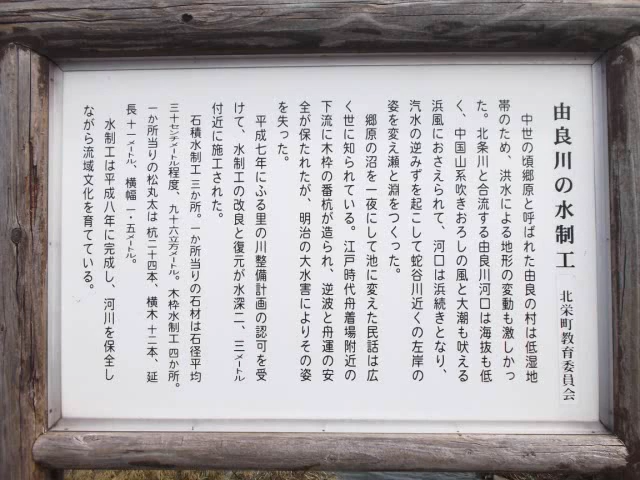 由良川の水制工 北栄町教育委員会
中世の頃郷原と呼ばれた由良の村は低湿地
帯のため、洪水による地形の変動も激しかっ
た。北条川と合流する由良川河口は海抜も低
く、中国山系吹きおろしの風と大潮も吠える
浜風におさえられて、河口は浜続きとなり、
汽水の逆みずを起こして蛇谷川近くの左岸の
姿を変え瀬と淵をつくった。
郷原の沼を一夜にして池に変えた民話は広
く世に知られている。江戸時代舟着場附近の
下流に木枠の番杭が造られ、逆波と舟運の安
全が保たれたが、明治の大水害によりその姿
を失った。
平成七年にふる里の川整備計画の認可を受
けて、水制工の改良と復元が水深二、三メートル
付近に施工された。
石積水制工 三か所。一か所当りの石材は石径平均
三十センチメートル程度、九十六立方メートル。木枠水制工 四か所。
一か所当りの松丸太は 杭二十四本、横木 十二本、延
長 十一メートル、横幅 一・五メートル。
水制工は平成八年に完成し、河川を保全し
ながら流域文化を育てている。